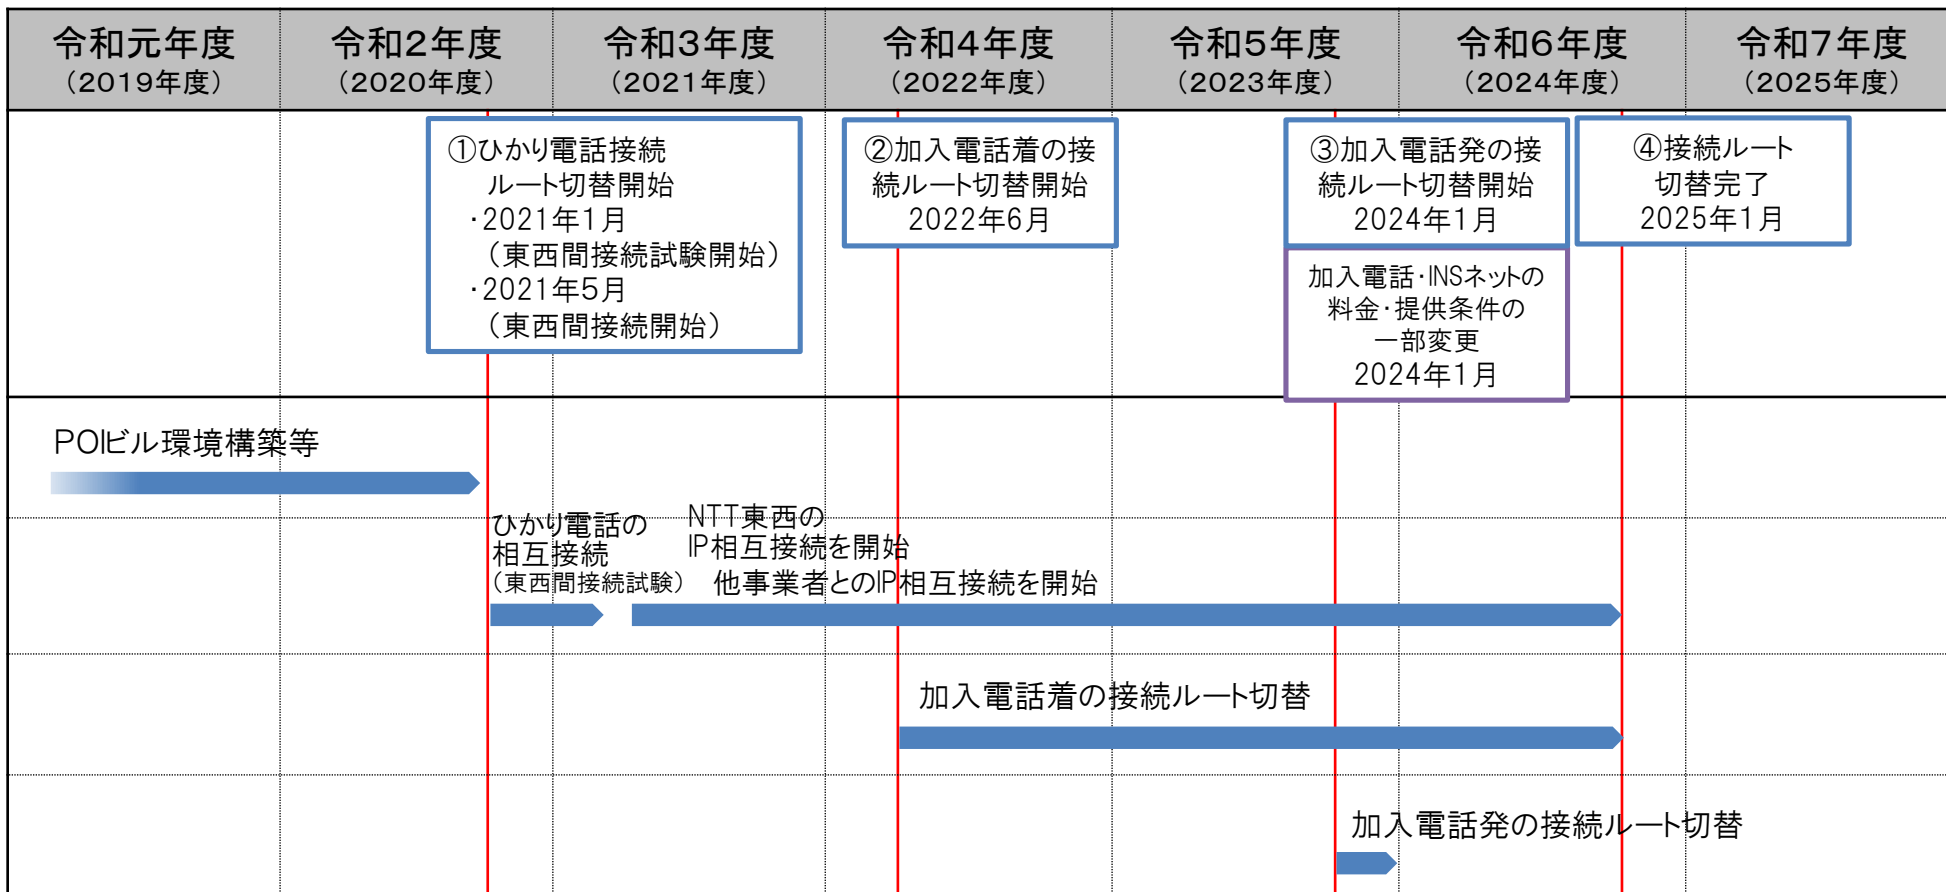 令和元年度
（2019年度）
令和2年度
（2020年度）
令和3年度
（2021年度）
令和4年度
（2022年度）
令和5年度
（2023年度）
令和6年度
（2024年度）
令和7年度
（2025年度）
①ひかり電話接続
ルート切替開始
・2021年1月
（東西間接続試験開始）
・2021年5月
（東西間接続開始）
②加入電話着の接
続ルート切替開始
2022年6月
③加入電話発の接
続ルート切替開始
2024年1月
加入電話・INSネットの
料金・提供条件の
一部変更
2024年1月
④接続ルート
切替完了
2025年1月
POIビル環境構築等
ひかり電話の
相互接続
（東西間接続試験）
NTT東西の
IP相互接続を開始
他事業者とのIP相互接続を開始
加入電話着の接続ルート切替
加入電話発の接続ルート切替